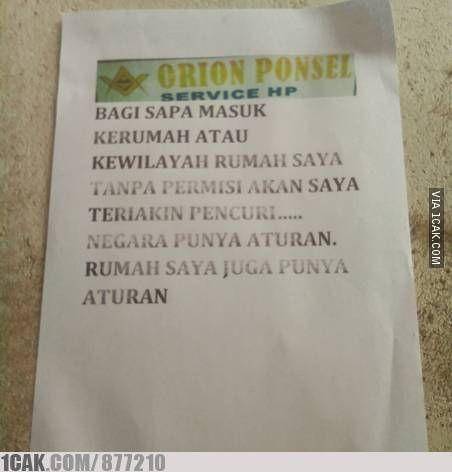 ORION PONSEL
SERVICE HP
BAGI SAPA MASUK
KERUMAH ATAU
KEWILAYAH RUMAH SAYA
TANPA PERMISI AKAN SAYA
TERIAKIN PENCURI.....
NEGARA PUNYA ATURAN.
RUMAH SAYA JUGA PUNYA
ATURAN
VIA 1CAK.COM
1CAK.COM/877210